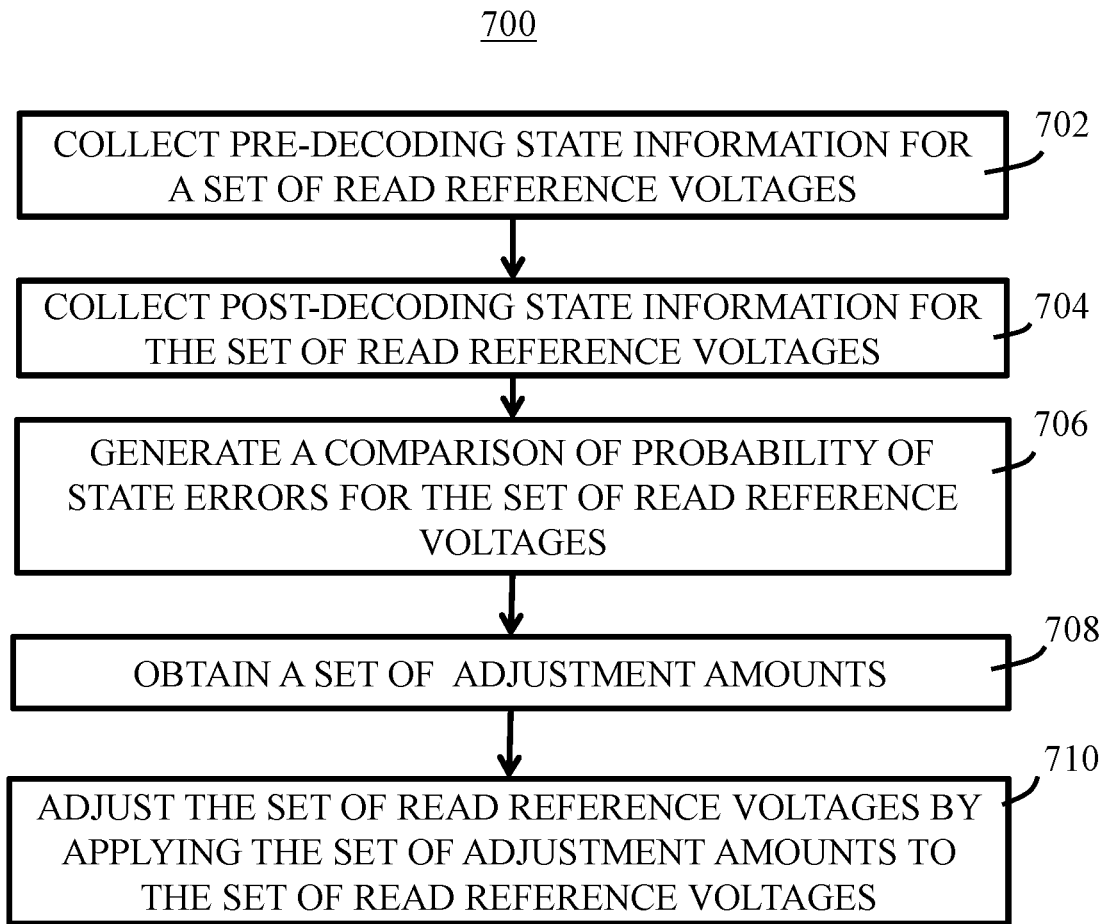 700
702
COLLECT PRE-DECODING STATE INFORMATION FOR
A SET OF READ REFERENCE VOLTAGES
704
COLLECT POST-DECODING STATE INFORMATION FOR
THE SET OF READ REFERENCE VOLTAGES
706
GENERATE A COMPARISON OF PROBABILITY OF
STATE ERRORS FOR THE SET OF READ REFERENCE
VOLTAGES
708
OBTAIN A SET OF ADJUSTMENT AMOUNTS
710
ADJUST THE SET OF READ REFERENCE VOLTAGES BY
APPLYING THE SET OF ADJUSTMENT AMOUNTS TO
THE SET OF READ REFERENCE VOLTAGES